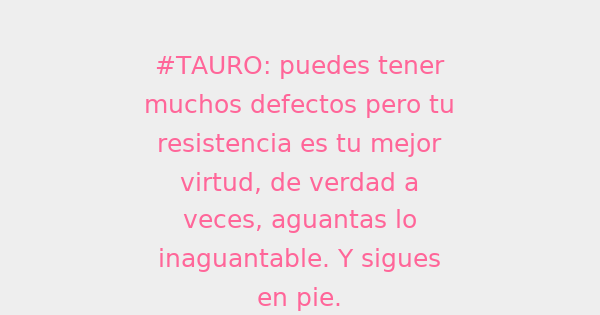 #TAURO: puedes tener
muchos defectos pero tu
resistencia es tu mejor
virtud, de verdad a
veces, aguantas lo
inaguantable. Y sigues
en pie.